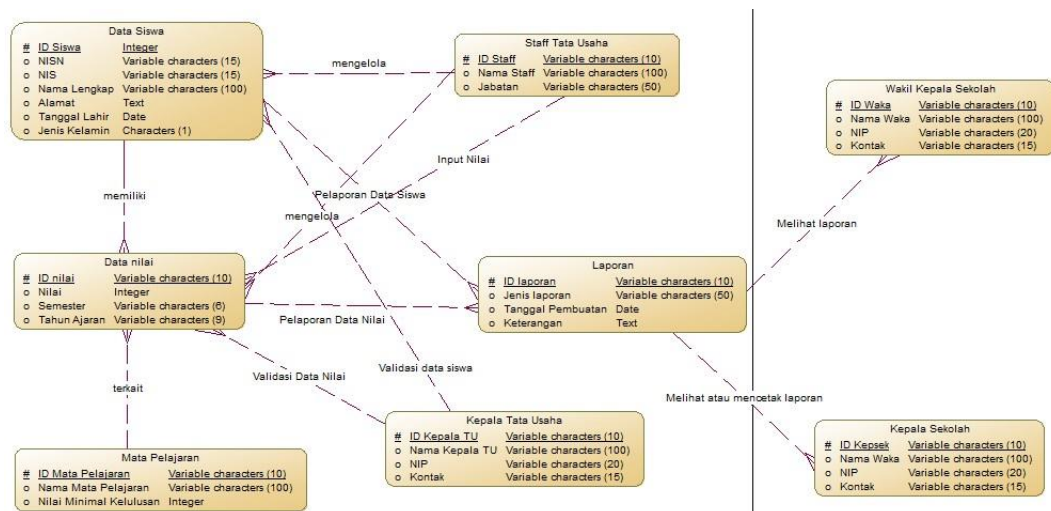 Data Siswa
# ID Siswa Integer
o NISN Variable characters (15)
o NIS Variable characters (15)
o Nama Lengkap Variable characters (100)
o Alamat Text
o Tanggal Lahir Date
o Jenis Kelamin Characters (1)
mengelola
Staff Tata Usaha
# ID Staff Variable characters (10)
o Nama Staff Variable characters (100)
o Jabatan Variable characters (50)
Wakil Kepala Sekolah
# ID Waka Variable characters (10)
o Nama Waka Variable characters (100)
o NIP Variable characters (20)
o Kontak Variable characters (15)
Input Nilai
memiliki
Pelaporan Data Siswa
mengelola
Melihat laporan
Data nilai
# ID nilai Variable characters (10)
o Nilai Integer
o Semester Variable characters (6)
o Tahun Ajaran Variable characters (9)
Laporan
# ID laporan Variable characters (10)
o Jenis laporan Variable characters (50)
o Tanggal Pembuatan Date
o Keterangan Text
Pelaporan Data Nilai
Validasi data siswa
Validasi Data Nilai
terkait
Melihat atau mencetak laporan
Kepala Tata Usaha
# ID Kepala TU Variable characters (10)
o Nama Kepala TU Variable characters (100)
o NIP Variable characters (20)
o Kontak Variable characters (15)
Kepala Sekolah
# ID Kepsek Variable characters (10)
o Nama Waka Variable characters (100)
o NIP Variable characters (20)
o Kontak Variable characters (15)
Mata Pelajaran
# ID Mata Pelajaran Variable characters (10)
o Nama Mata Pelajaran Variable characters (100)
o Nilai Minimal Kelulusan Integer